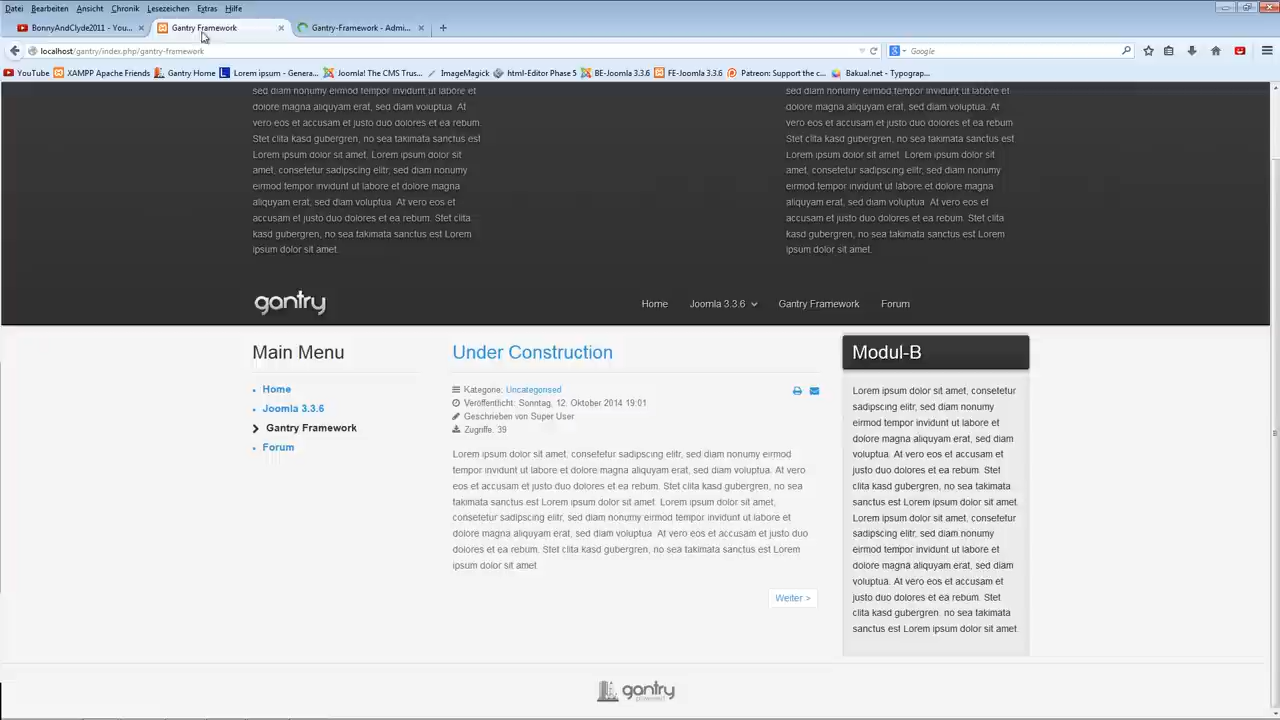 Datei Bearbeiten Ansicht Chronik Lesezeichen Extras Hilfe
BonnyAndClyde2011 - You... Gantry Framework Gantry-Framework - Admi...
localhost/gantry/index.php/gantry-framework Google
YouTube XAMPP Apache Friends Gantry Home Lorem ipsum - Genera... Joomla! The CMS Trus... ImageMagick html-Editor Phase 5 BE-Joomla 3.3.6 FE-Joomla 3.3.6 Patreon: Support the c... Bakual.net - Typograp...
sed diam nonumy eirmod tempor invidunt ut labore et
dolore magna aliquyam erat, sed diam voluptua. At
vero eos et accusam et justo duo dolores et ea rebum.
Stet clita kasd gubergren, no sea takimata sanctus est
Lorem ipsum dolor sit amet. Lorem ipsum dolor sit
amet, consetetur sadipscing elitr, sed diam nonumy
eirmod tempor invidunt ut labore et dolore magna
aliquyam erat, sed diam voluptua. At vero eos et
accusam et justo duo dolores et ea rebum. Stet clita
kasd gubergren, no sea takimata sanctus est Lorem
ipsum dolor sit amet.
sed diam nonumy eirmod tempor invidunt ut labore et
dolore magna aliquyam erat, sed diam voluptua. At
vero eos et accusam et justo duo dolores et ea rebum.
Stet clita kasd gubergren, no sea takimata sanctus est
Lorem ipsum dolor sit amet. Lorem ipsum dolor sit
amet, consetetur sadipscing elitr, sed diam nonumy
eirmod tempor invidunt ut labore et dolore magna
aliquyam erat, sed diam voluptua. At vero eos et
accusam et justo duo dolores et ea rebum. Stet clita
kasd gubergren, no sea takimata sanctus est Lorem
ipsum dolor sit amet.
gantry Home Joomla 3.3.6 Gantry Framework Forum
Main Menu
Home
Joomla 3.3.6
Gantry Framework
Forum
Under Construction
Kategorie: Uncategorised
Veröffentlicht: Sonntag, 12. Oktober 2014 19:01
Geschrieben von Super User
Zugriffe: 39
Lorem ipsum dolor sit amet, consetetur sadipscing elitr, sed diam nonumy eirmod
tempor invidunt ut labore et dolore magna aliquyam erat, sed diam voluptua. At vero
eos et accusam et justo duo dolores et ea rebum. Stet clita kasd gubergren, no sea
takimata sanctus est Lorem ipsum dolor sit amet. Lorem ipsum dolor sit amet,
consetetur sadipscing elitr, sed diam nonumy eirmod tempor invidunt ut labore et
dolore magna aliquyam erat, sed diam voluptua. At vero eos et accusam et justo duo
dolores et ea rebum. Stet clita kasd gubergren, no sea takimata sanctus est Lorem
ipsum dolor sit amet.
Weiter >
Modul-B
Lorem ipsum dolor sit amet, consetetur
sadipscing elitr, sed diam nonumy
eirmod tempor invidunt ut labore et
dolore magna aliquyam erat, sed diam
voluptua. At vero eos et accusam et
justo duo dolores et ea rebum. Stet
clita kasd gubergren, no sea takimata
sanctus est Lorem ipsum dolor sit amet.
Lorem ipsum dolor sit amet, consetetur
sadipscing elitr, sed diam nonumy
eirmod tempor invidunt ut labore et
dolore magna aliquyam erat, sed diam
voluptua. At vero eos et accusam et
justo duo dolores et ea rebum. Stet
clita kasd gubergren, no sea takimata
sanctus est Lorem ipsum dolor sit amet.
gantry